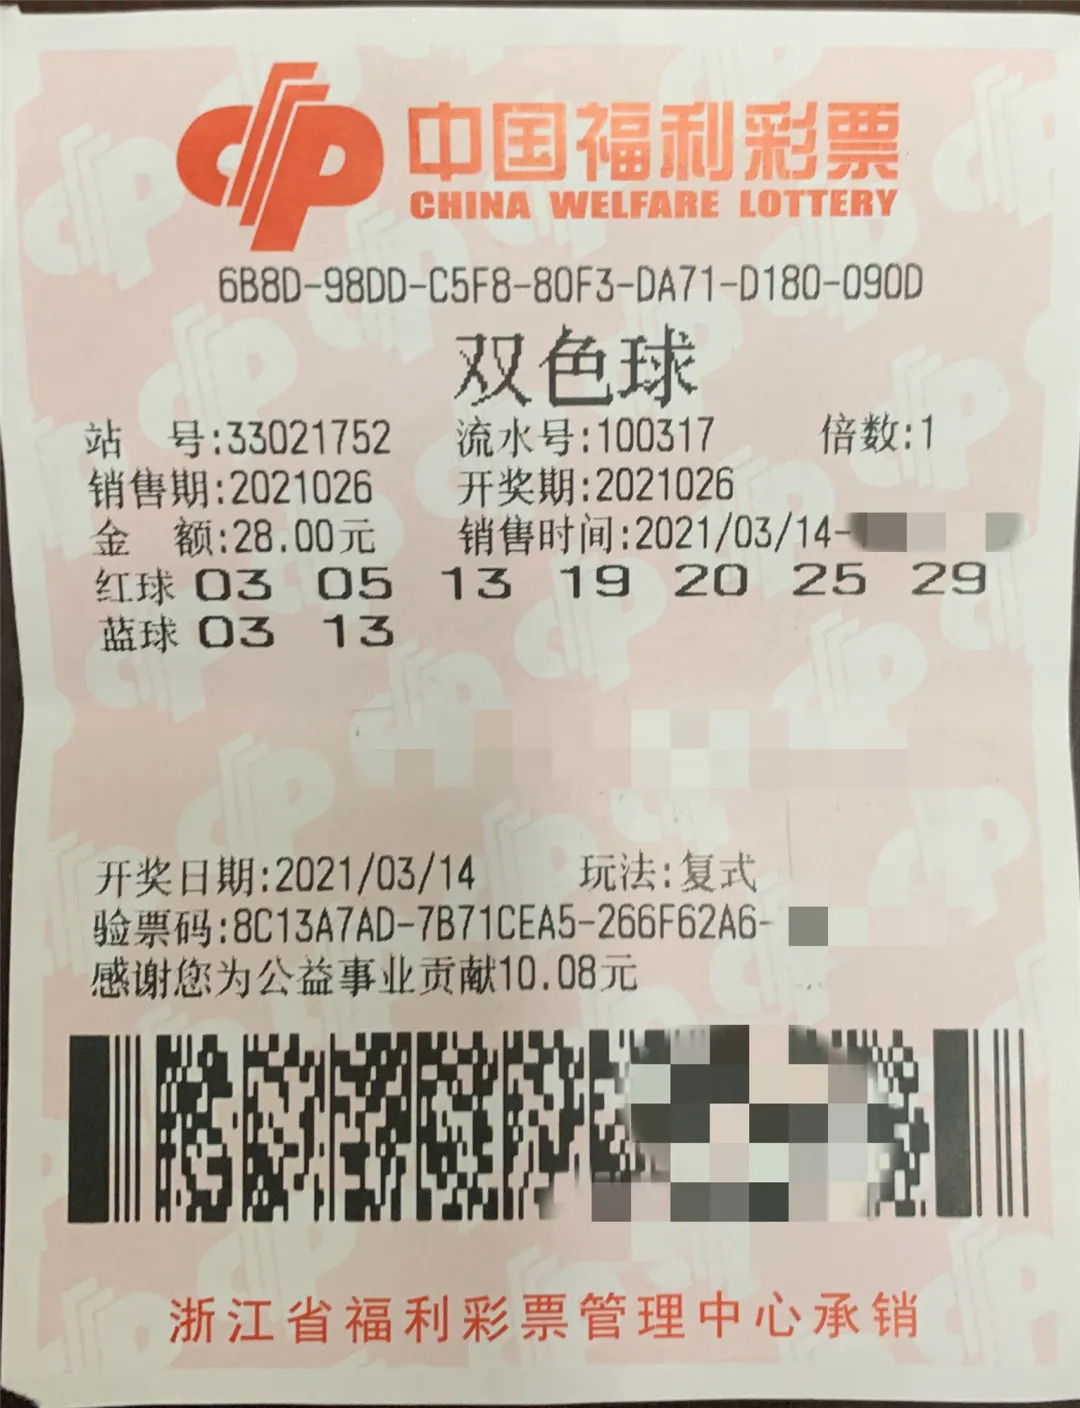 中国福利彩票
CHINA WELFARE LOTTERY
6B8D-98DD-C5F8-80F3-DA71-D180-090D
双色球
站 号:33021752 流水号:100317 倍数:1
销售期:2021026 开奖期:2021026
金 额:28.00元 销售时间:2021/03/14-
红球 03 05 13 19 20 25 29
蓝球 03 13
开奖日期:2021/03/14 玩法:复式
验票码:8C13A7AD-7B71CEA5-266F62A6-
感谢您为公益事业贡献10.08元
浙江省福利彩票管理中心承销